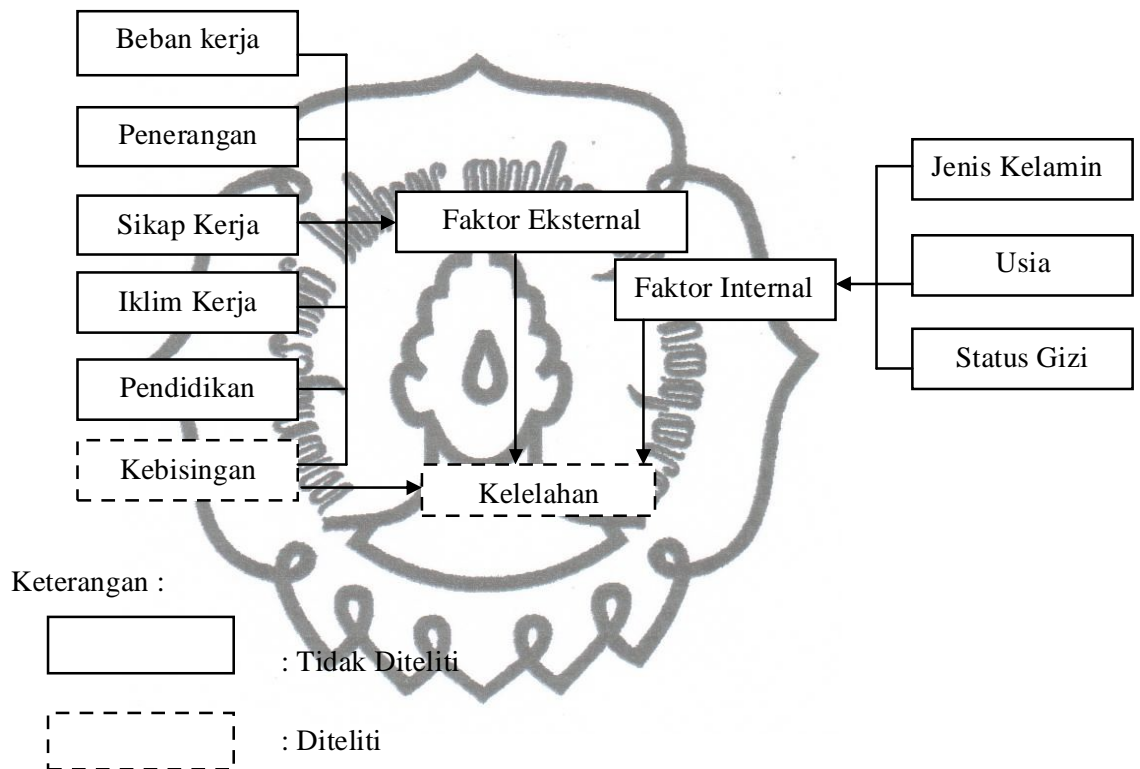 Beban kerja
Penerangan
Sikap Kerja
Iklim Kerja
Pendidikan
Kebisingan
Faktor Eksternal
Faktor Internal
Kelelahan
Jenis Kelamin
Usia
Status Gizi
Keterangan :
: Tidak Diteliti
: Diteliti